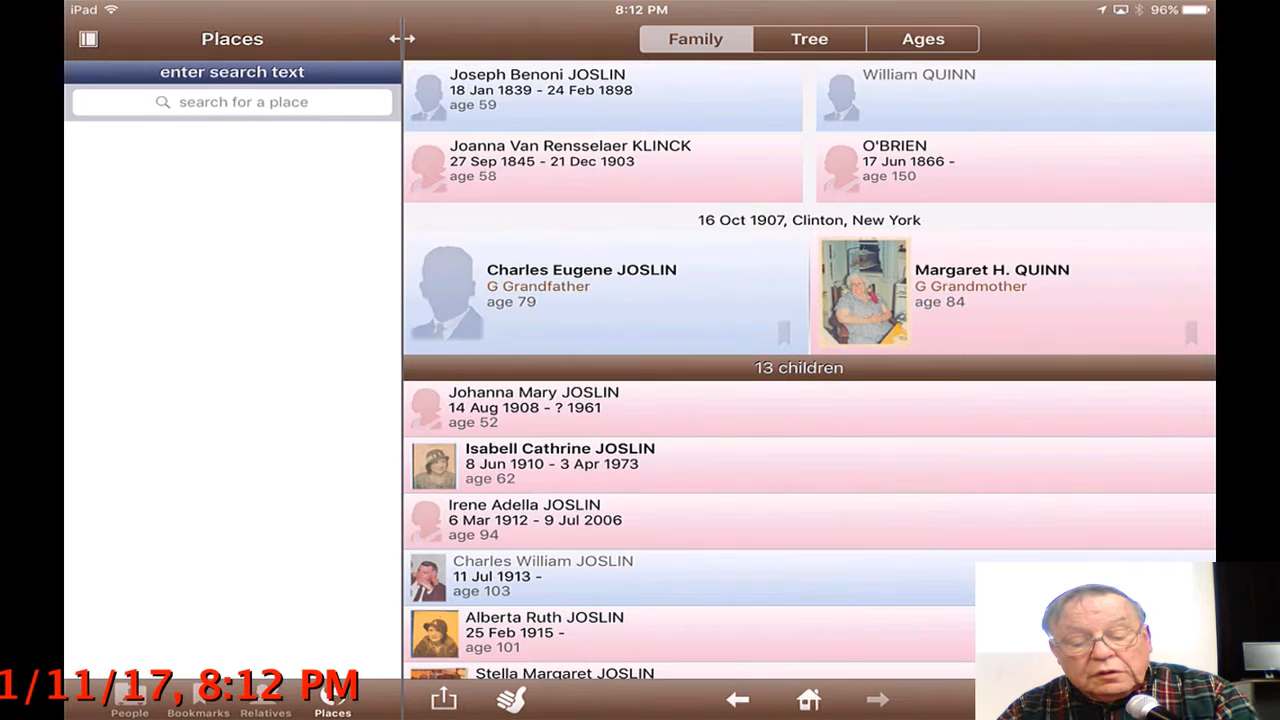 iPad
8:12 PM
96%
Places
Family
Tree
Ages
enter search text
search for a place
Joseph Benoni JOSLIN
18 Jan 1839 - 24 Feb 1898
age 59
William QUINN
Joanna Van Rensselaer KLINCK
27 Sep 1845 - 21 Dec 1903
age 58
O'BRIEN
17 Jun 1866 -
age 150
16 Oct 1907, Clinton, New York
Charles Eugene JOSLIN
G Grandfather
age 79
Margaret H. QUINN
G Grandmother
age 84
13 children
Johanna Mary JOSLIN
14 Aug 1908 - ? 1961
age 52
Isabell Cathrine JOSLIN
8 Jun 1910 - 3 Apr 1973
age 62
Irene Adella JOSLIN
6 Mar 1912 - 9 Jul 2006
age 94
Charles William JOSLIN
11 Jul 1913 -
age 103
Alberta Ruth JOSLIN
25 Feb 1915 -
age 101
Stella Margaret JOSLIN
1/11/17, 8:12 PM
People
Bookmarks
Relatives
Places